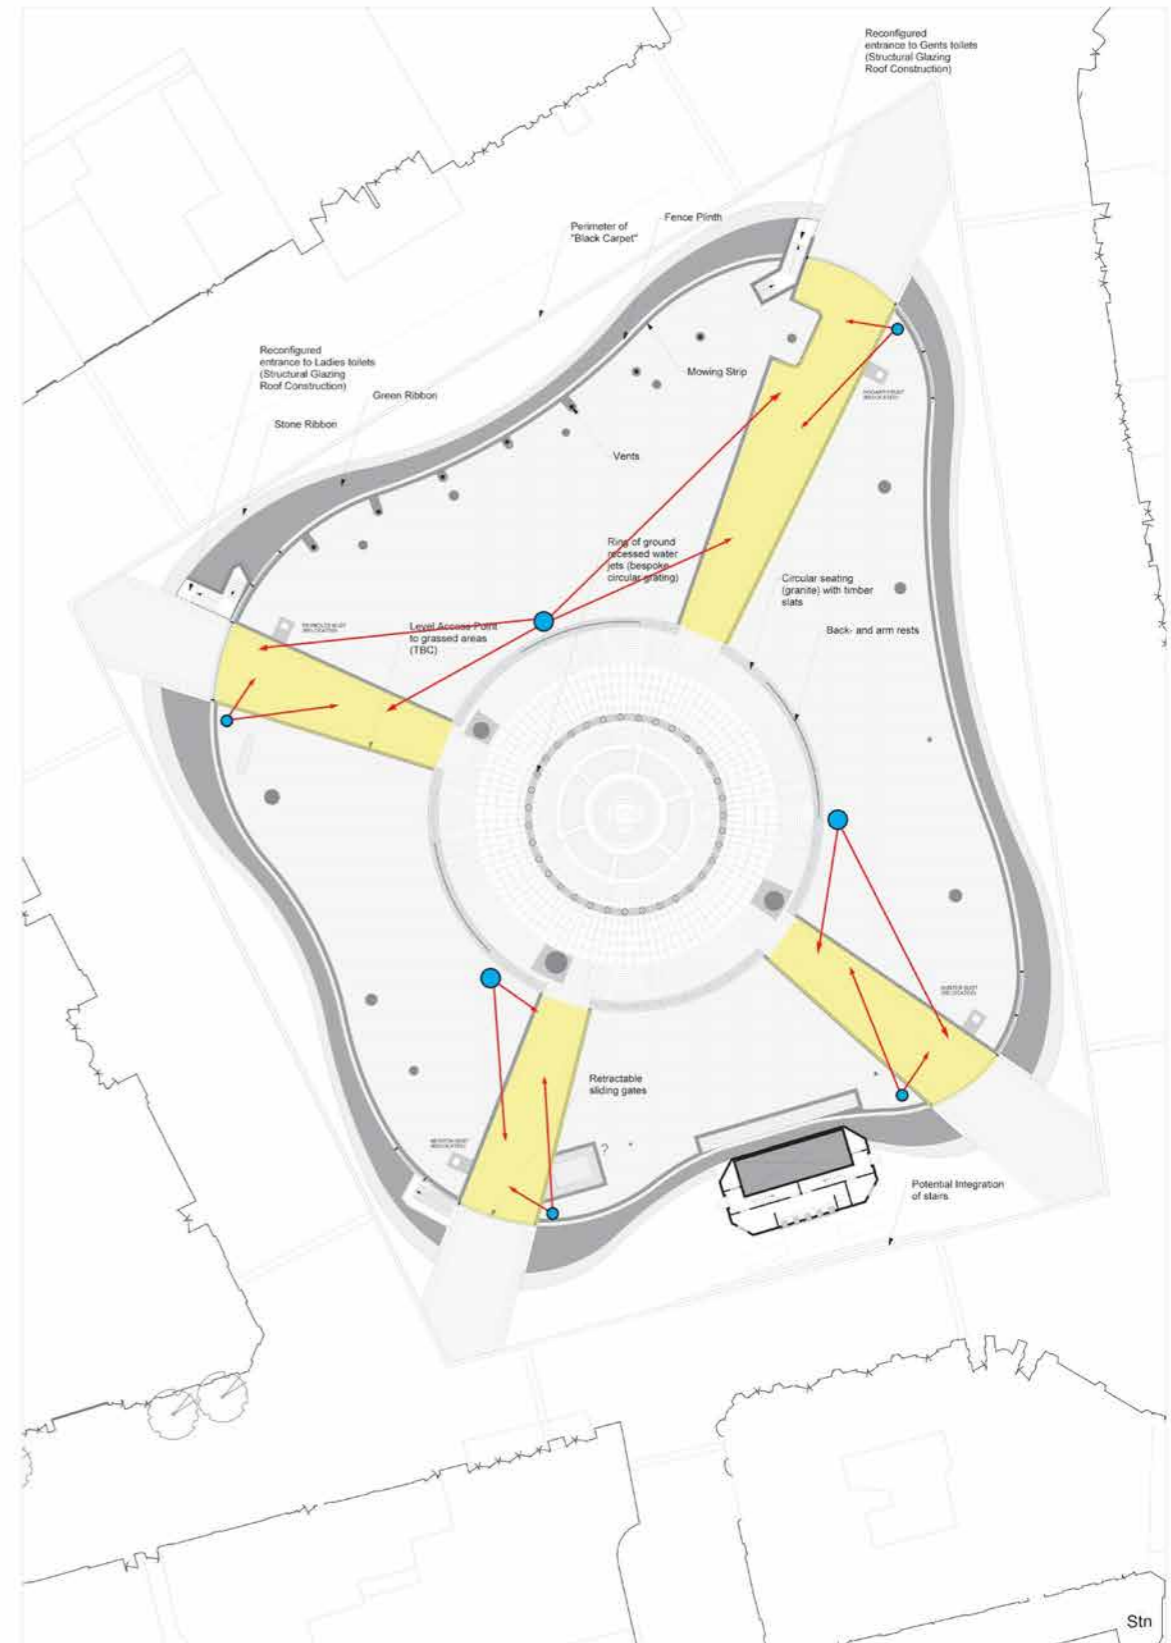 Reconfigured
entrance to Gents toilets
(Structural Glazing
Roof Construction)
Fence Plinth
Perimeter of
"Black Carpet"
Reconfigured
entrance to Ladies toilets
(Structural Glazing
Roof Construction)
Mowing Strip
Green Ribbon
Stone Ribbon
Vents
Ring of ground
recessed water
jets (bespoke
circular grating)
Circular seating
(granite) with timber
slats
Level Access Point
to grassed areas
(TBC)
Back- and arm rests
HUNTER BUST
(RELOCATED)
Retractable
sliding gates
?
Potential Integration
of stairs
Stn